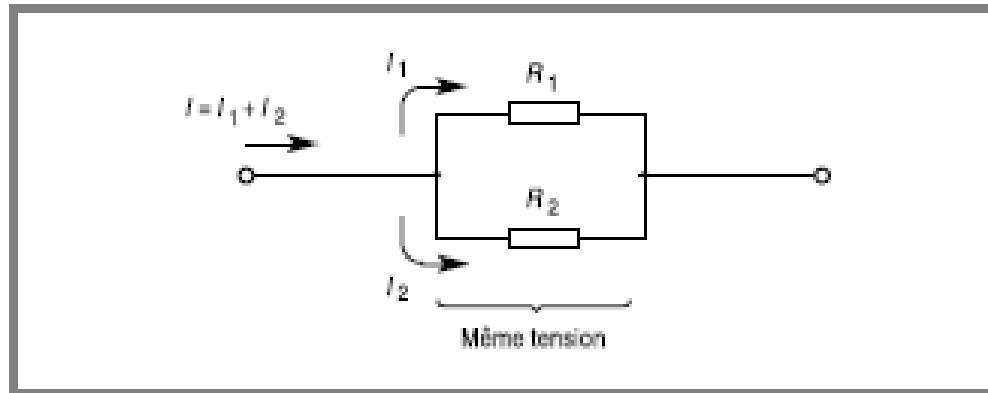 I1
R1
I = I1 + I2
R2
I2
Même tension